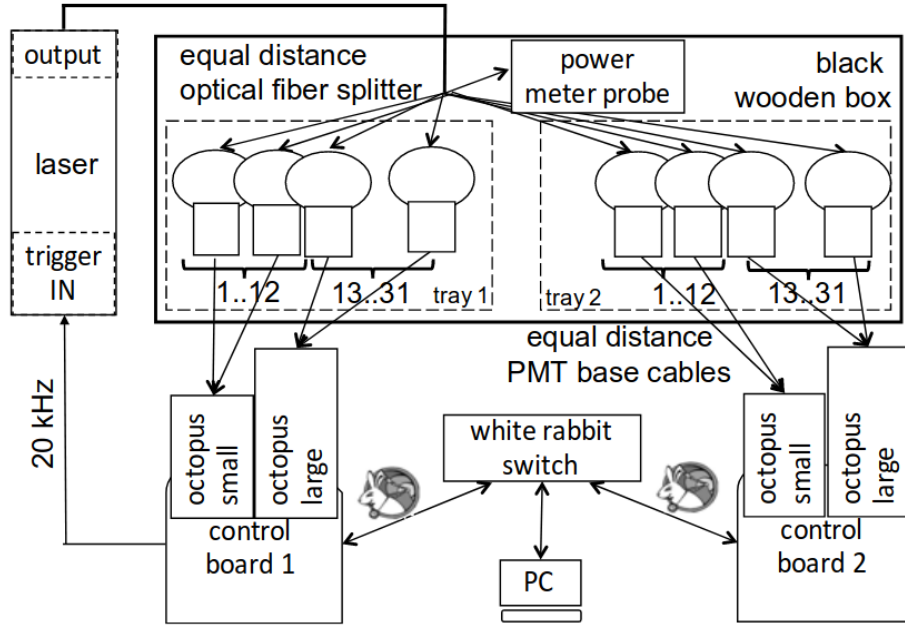 output
laser
trigger
IN
20 kHz
equal distance
optical fiber splitter
power
meter probe
black
wooden box
1..12
13..31
tray 1
tray 2
1..12
13..31
equal distance
PMT base cables
octopus
small
octopus
large
control
board 1
white rabbit
switch
PC
octopus
small
octopus
large
control
board 2